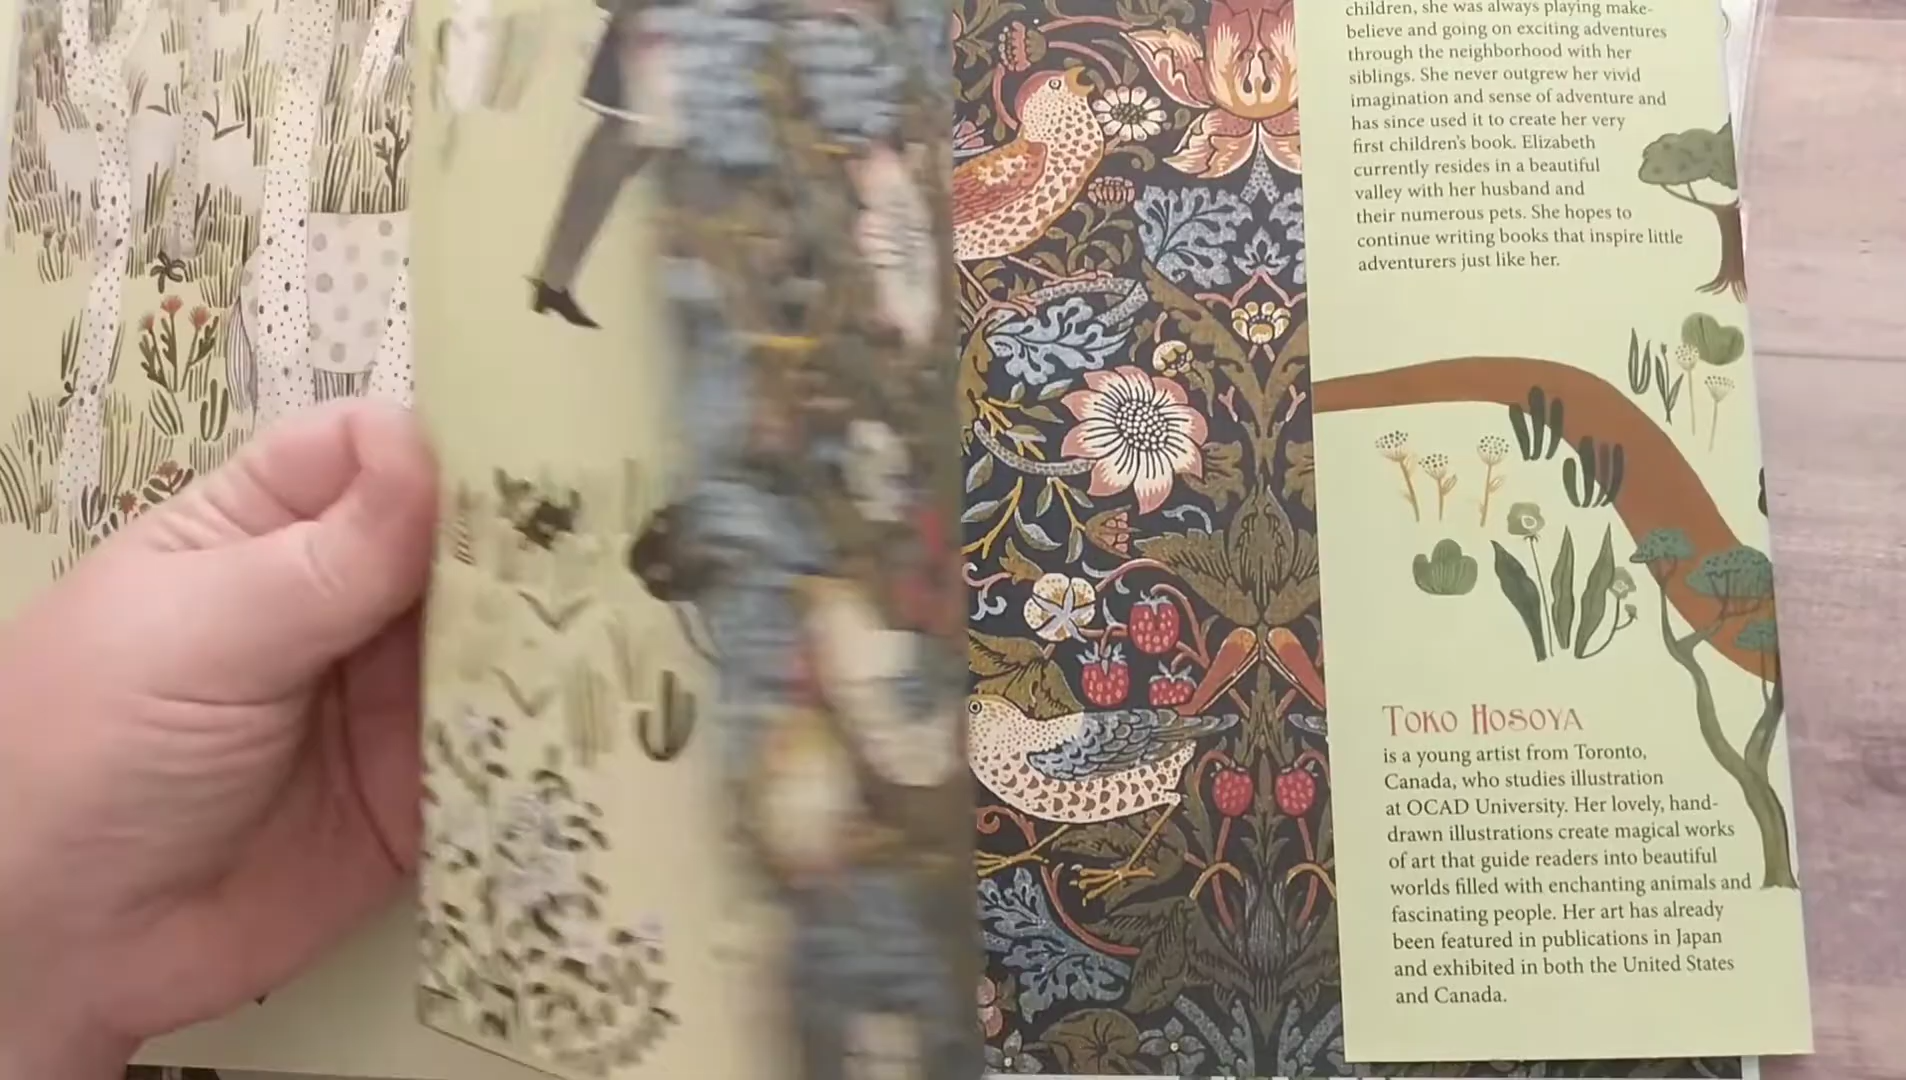 children, she was always playing make-
believe and going on exciting adventures
through the neighborhood with her
siblings. She never outgrew her vivid
imagination and sense of adventure and
has since used it to create her very
first children's book. Elizabeth
currently resides in a beautiful
valley with her husband and
their numerous pets. She hopes to
continue writing books that inspire little
adventurers just like her.
TOKO HOSOYA
is a young artist from Toronto,
Canada, who studies illustration
at OCAD University. Her lovely, hand-
drawn illustrations create magical works
of art that guide readers into beautiful
worlds filled with enchanting animals and
fascinating people. Her art has already
been featured in publications in Japan
and exhibited in both the United States
and Canada.